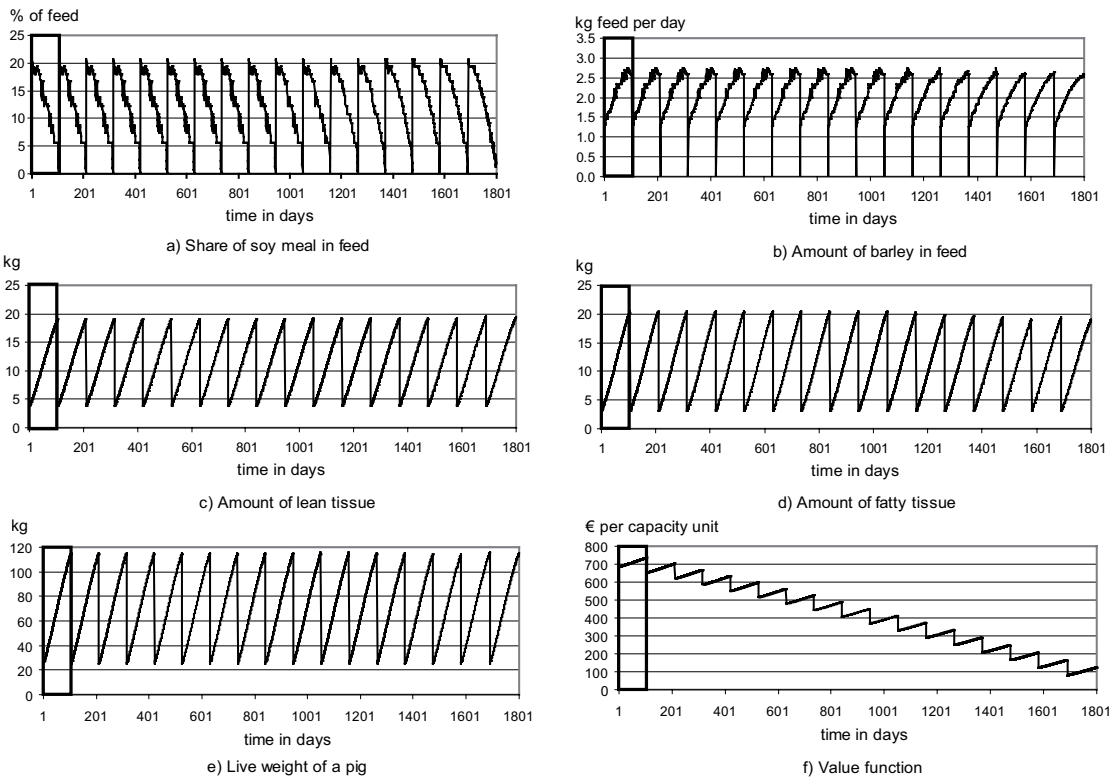 % of feed
25
20
15
10
5
0
1 201 401 601 801 1001 1201 1401 1601 1801
time in days
a) Share of soy meal in feed
kg feed per day
3.5
3.0
2.5
2.0
1.5
1.0
0.5
0.0
1 201 401 601 801 1001 1201 1401 1601 1801
time in days
b) Amount of barley in feed
kg
25
20
15
10
5
0
1 201 401 601 801 1001 1201 1401 1601 1801
time in days
c) Amount of lean tissue
kg
25
20
15
10
5
0
1 201 401 601 801 1001 1201 1401 1601 1801
time in days
d) Amount of fatty tissue
kg
120
100
80
60
40
20
0
1 201 401 601 801 1001 1201 1401 1601 1801
time in days
e) Live weight of a pig
€ per capacity unit
800
700
600
500
400
300
200
100
0
1 201 401 601 801 1001 1201 1401 1601 1801
time in days
f) Value function